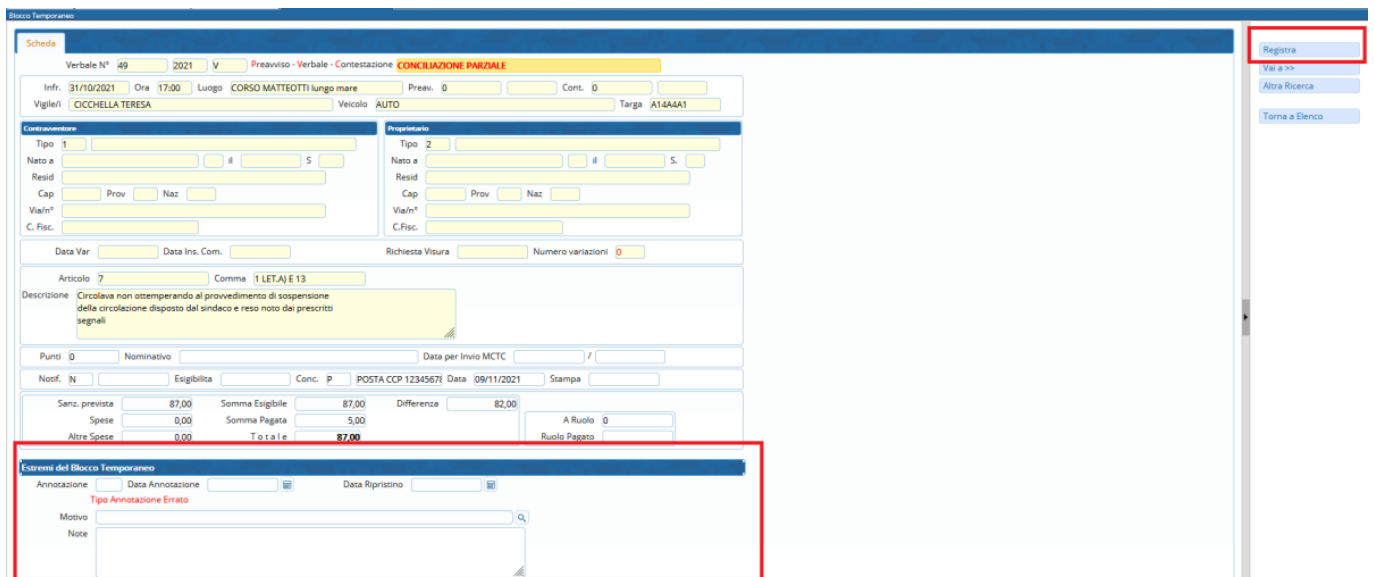 Blocco Temporaneo
Scheda
Registra
Vai a >>
Altra Ricerca
Torna a Elenco
Verbale N° 49 2021 V Preavviso - Verbale - Contestazione CONCILIAZIONE PARZIALE
Infr. 31/10/2021 Ora 17:00 Luogo CORSO MATTEOTTI lungo mare Preav. 0 Cont. 0
Vigile/i CICCHELLA TERESA Veicolo AUTO Targa A14A4A1
Contravventore Proprietario
Tipo 1 Tipo 2
Nato a il S Nato a il S.
Resid Resid
Cap Prov Naz Cap Prov Naz
Via/n° Via/n°
C. Fisc. C.Fisc.
Data Var Data Ins. Com. Richiesta Visura Numero variazioni 0
Articolo 7 Comma 1 LET.A) E 13
Descrizione Circolava non ottemperando al provvedimento di sospensione
della circolazione disposto dal sindaco e reso noto dai prescritti
segnali
Punti 0 Nominativo Data per Invio MCTC /
Notif. N Esigibilita Conc. P POSTA CCP 12345678 Data 09/11/2021 Stampa
Sanz. prevista 87,00 Somma Esigibile 87,00 Differenza 82,00
Spese 0,00 Somma Pagata 5,00 A Ruolo 0
Altre Spese 0,00 T o t a l e 87,00 Ruolo Pagato
Estremi del Blocco Temporaneo
Annotazione Data Annotazione Data Ripristino
Tipo Annotazione Errato
Motivo
Note